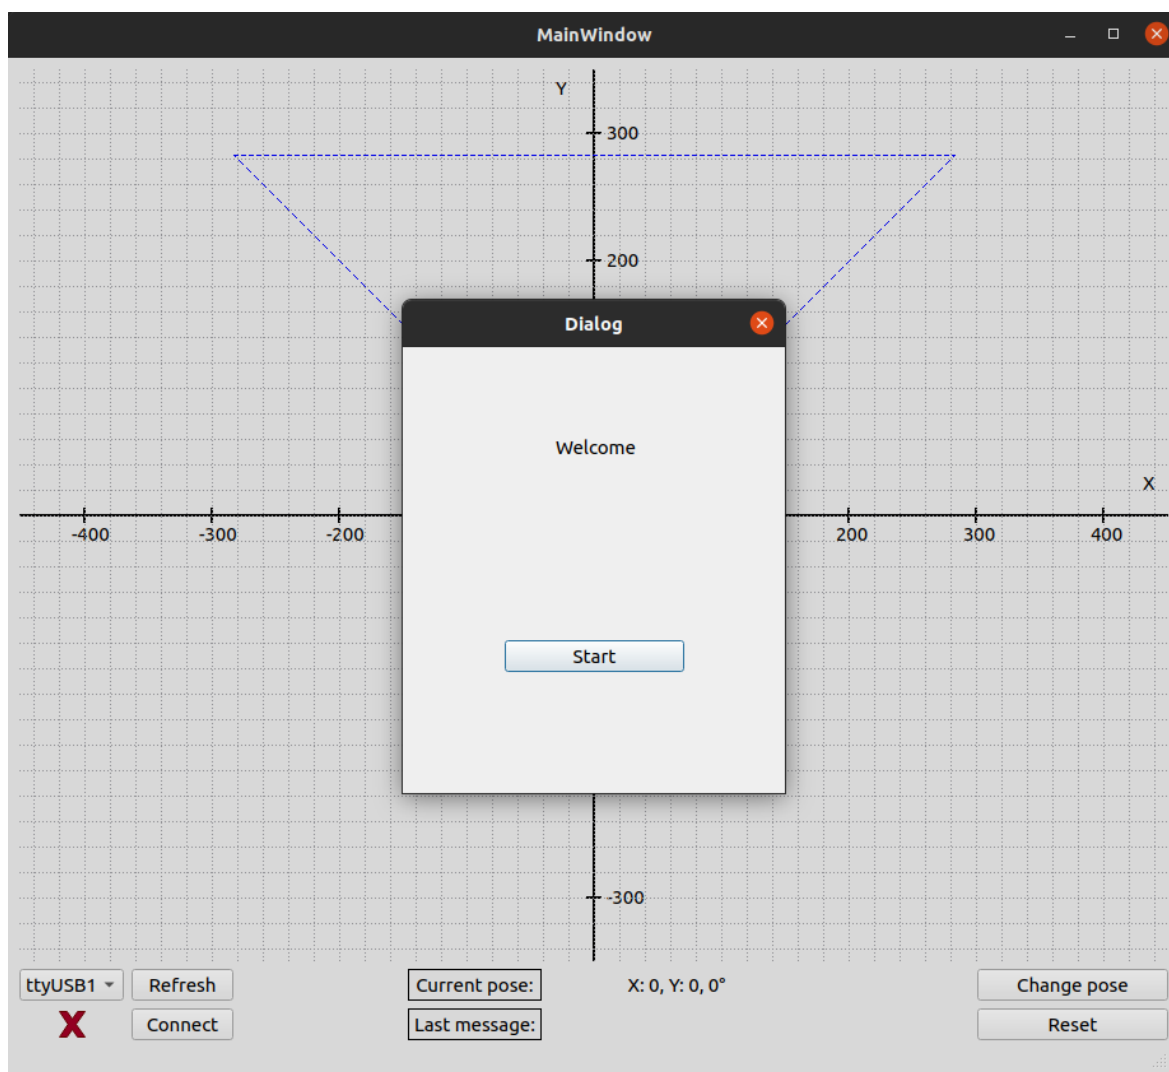 MainWindow
Y
300
200
Dialog
Welcome
X
-400 -300 -200 200 300 400
Start
-300
ttyUSB1 Refresh Current pose: X: 0, Y: 0, 0° Change pose
X Connect Last message: Reset